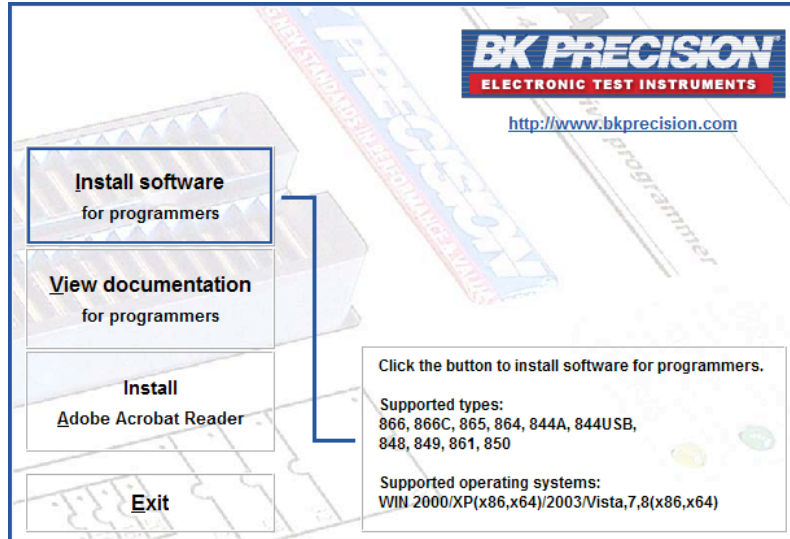 BK PRECISION
ELECTRONIC TEST INSTRUMENTS
http://www.bkprecision.com
Install software
for programmers
View documentation
for programmers
Install
Adobe Acrobat Reader
Exit
Click the button to install software for programmers.
Supported types:
866, 866C, 865, 864, 844A, 844USB,
848, 849, 861, 850
Supported operating systems:
WIN 2000/XP(x86,x64)/2003/Vista,7,8(x86,x64)
PRECISION
programmer